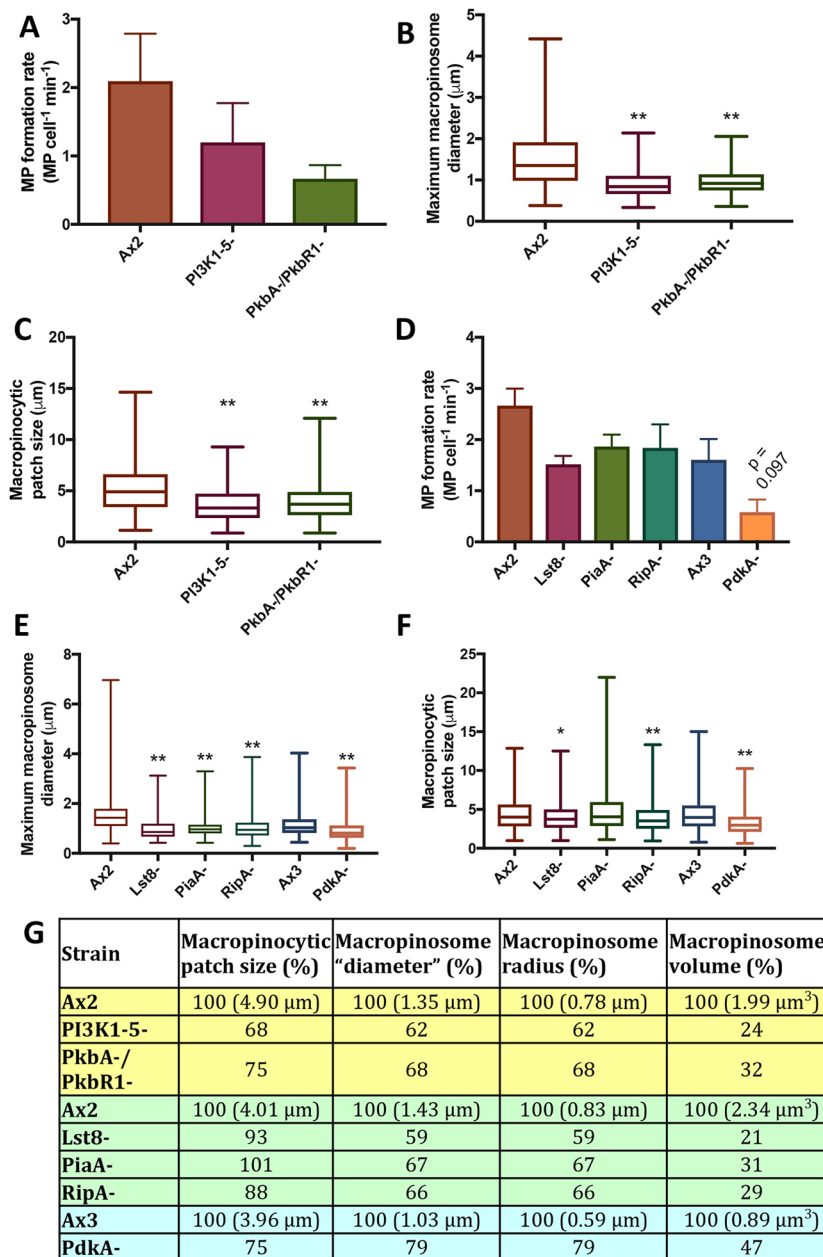 A
MP formation rate
(MP cell-1 min-1)
3
2
1
0
Ax2
PI3K1-5-
PkbA-/PkbR1-
B
Maximum macropinosome
diameter (μm)
5
4
3
2
1
0
**
**
Ax2
PI3K1-5-
PkbA-/PkbR1-
C
Macropinocytic
patch size (μm)
20
15
10
5
0
**
**
Ax2
PI3K1-5-
PkbA-/PkbR1-
D
MP formation rate
(MP cell-1 min-1)
4
3
2
1
0
p =
0.097
Ax2
Lst8-
PiaA-
RipA-
Ax3
PdkA-
E
Maximum macropinosome
diameter (μm)
8
6
4
2
0
**
**
**
**
Ax2
Lst8-
PiaA-
RipA-
Ax3
PdkA-
F
Macropinocytic
patch size (μm)
25
20
15
10
5
0
*
**
**
Ax2
Lst8-
PiaA-
RipA-
Ax3
PdkA-
G
Strain
Macropinocytic
patch size (%)
Macropinosome
“diameter” (%)
Macropinosome
radius (%)
Macropinosome
volume (%)
Ax2 100 (4.90 μm) 100 (1.35 μm) 100 (0.78 μm) 100 (1.99 μm3)
PI3K1-5- 68 62 62 24
PkbA-/
PkbR1- 75 68 68 32
Ax2 100 (4.01 μm) 100 (1.43 μm) 100 (0.83 μm) 100 (2.34 μm3)
Lst8- 93 59 59 21
PiaA- 101 67 67 31
RipA- 88 66 66 29
Ax3 100 (3.96 μm) 100 (1.03 μm) 100 (0.59 μm) 100 (0.89 μm3)
PdkA- 75 79 79 47